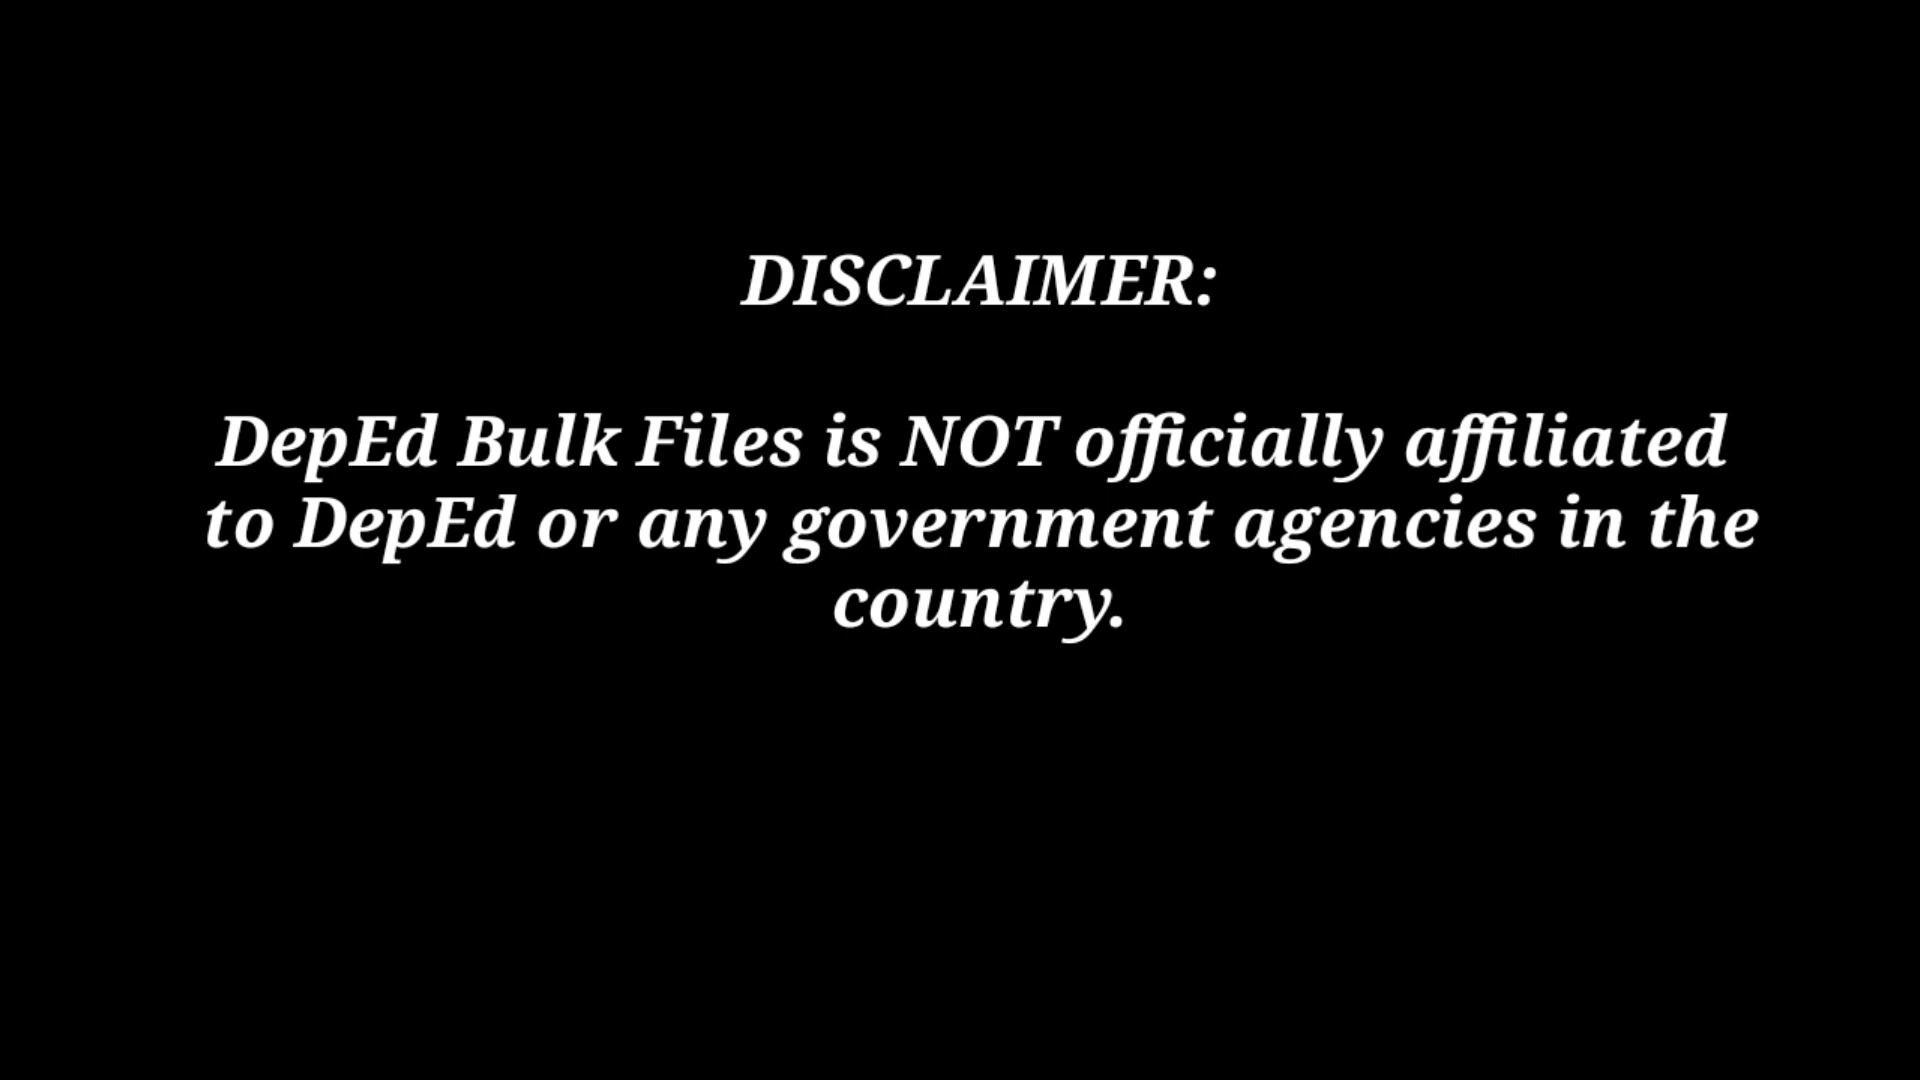 DISCLAIMER:
DepEd Bulk Files is NOT officially affiliated
to DepEd or any government agencies in the
country.